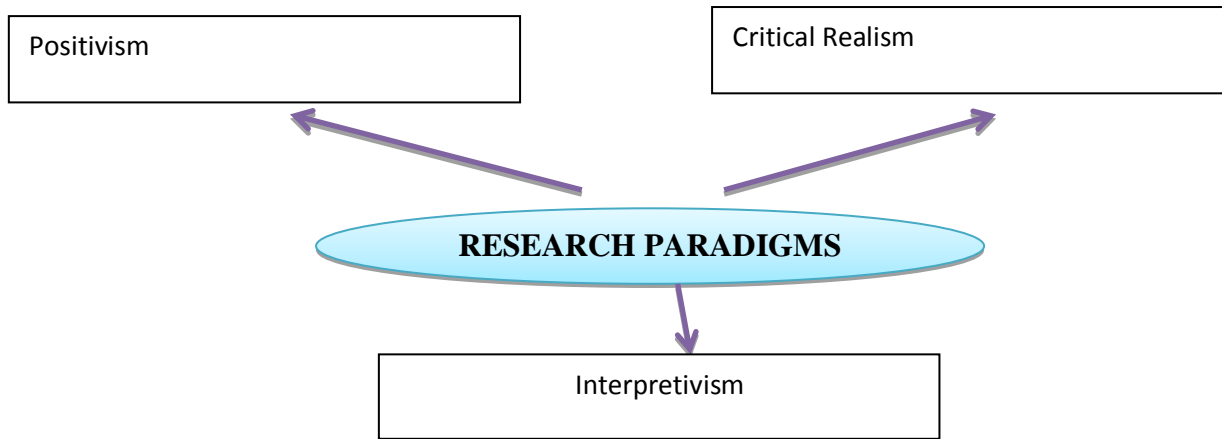 Positivism
Critical Realism
RESEARCH PARADIGMS
Interpretivism